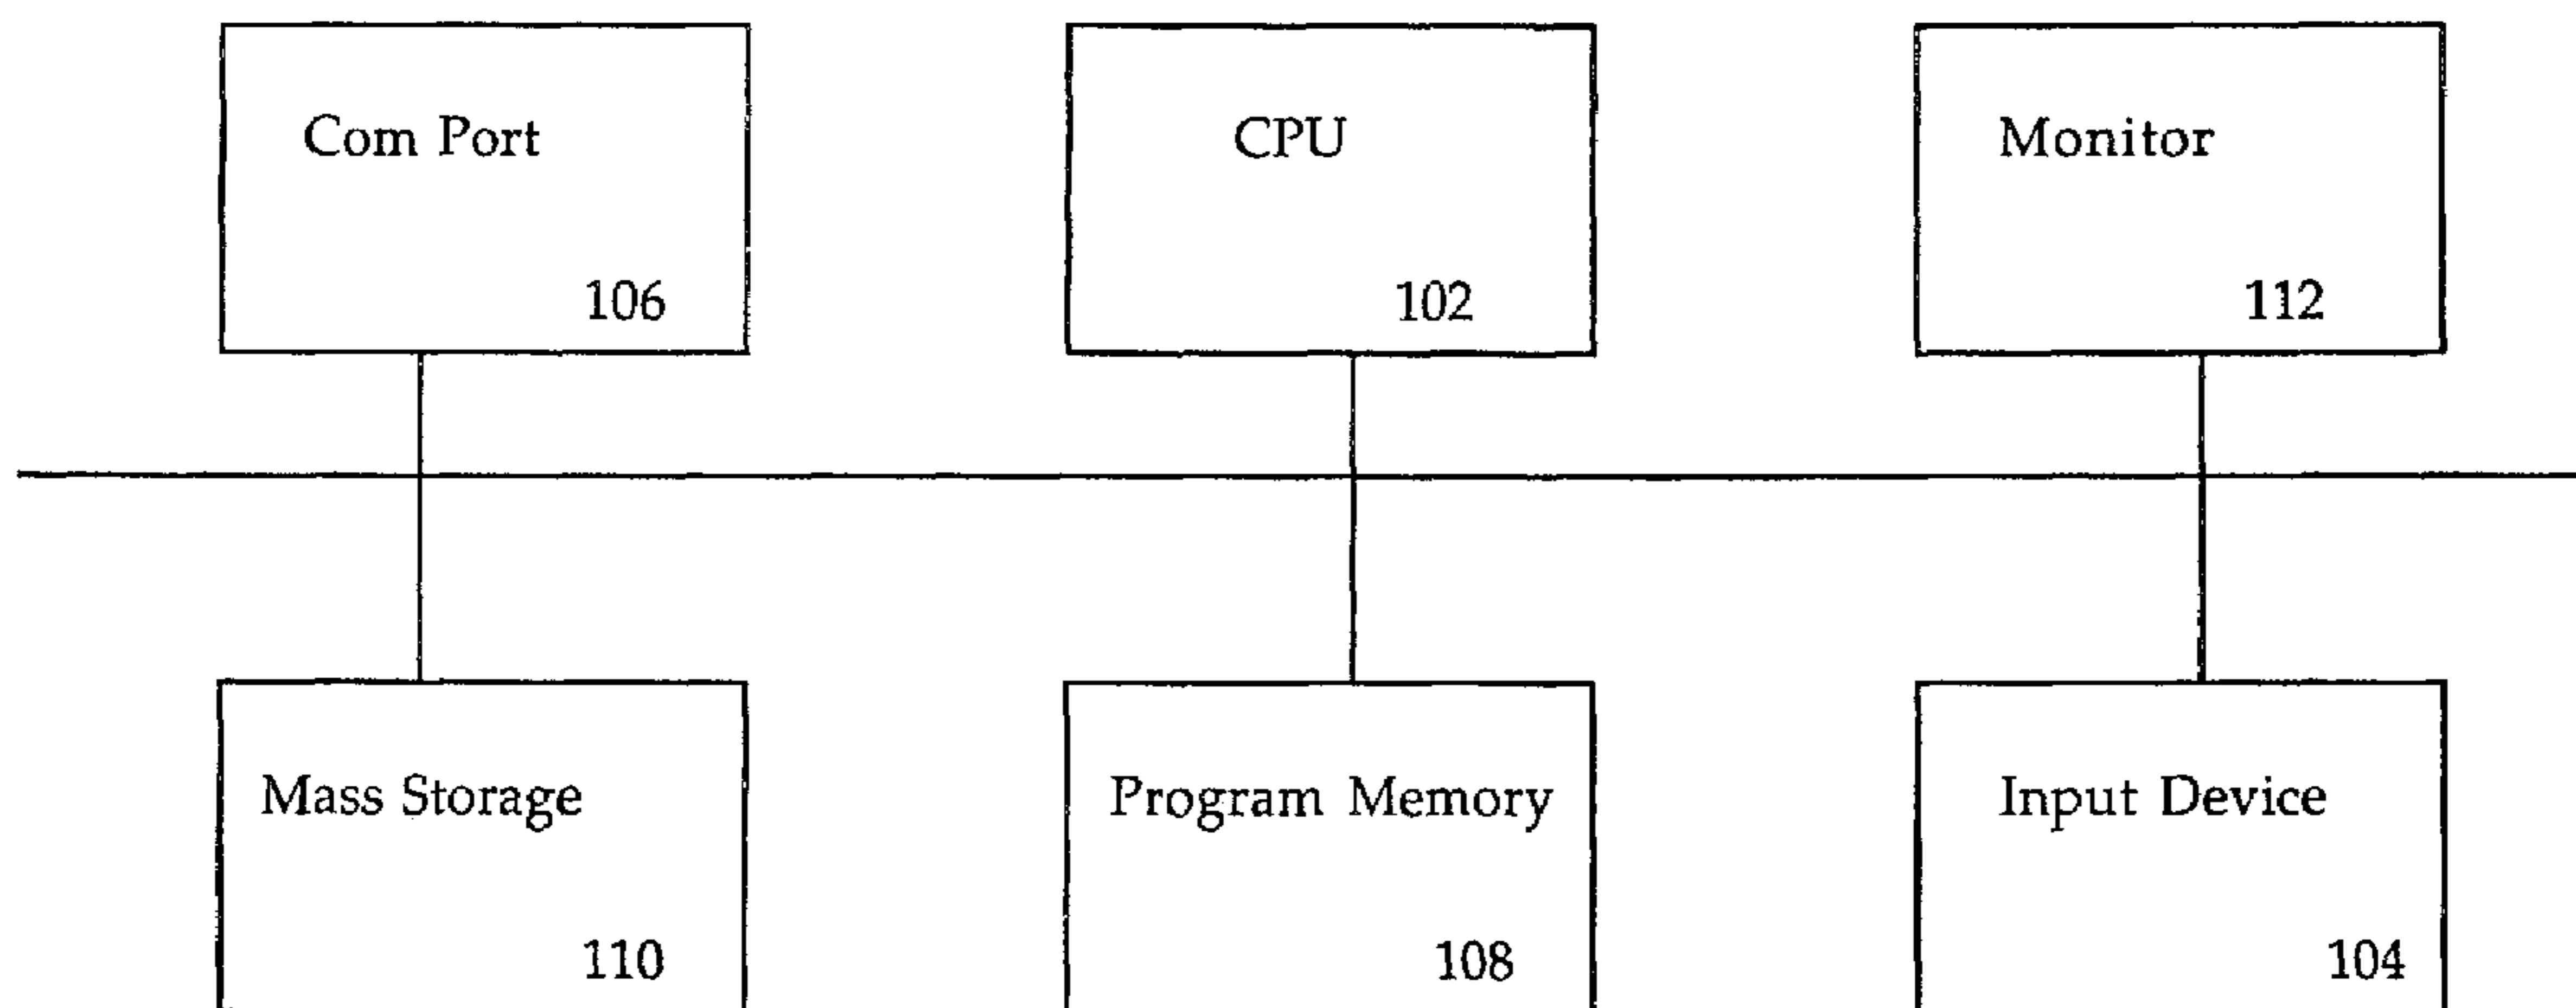 Com Port
106
CPU
102
Monitor
112
Mass Storage
110
Program Memory
108
Input Device
104